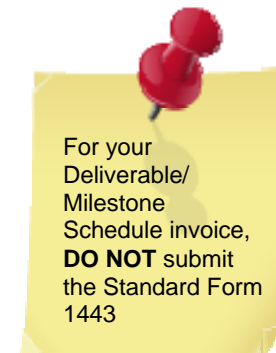 For your
Deliverable/
Milestone
Schedule invoice,
DO NOT submit
the Standard Form
1443